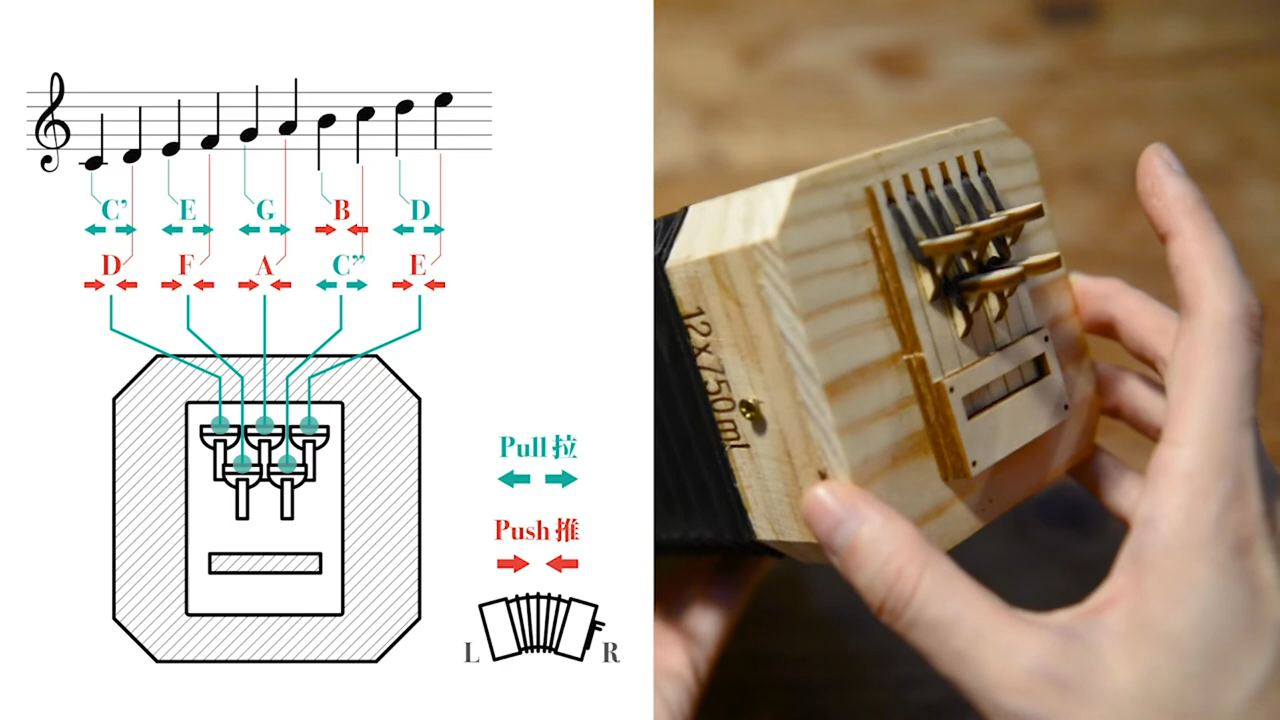 C’ E G B D
D F A C” E
Pull 拉
Push 推
L R
12x750ml